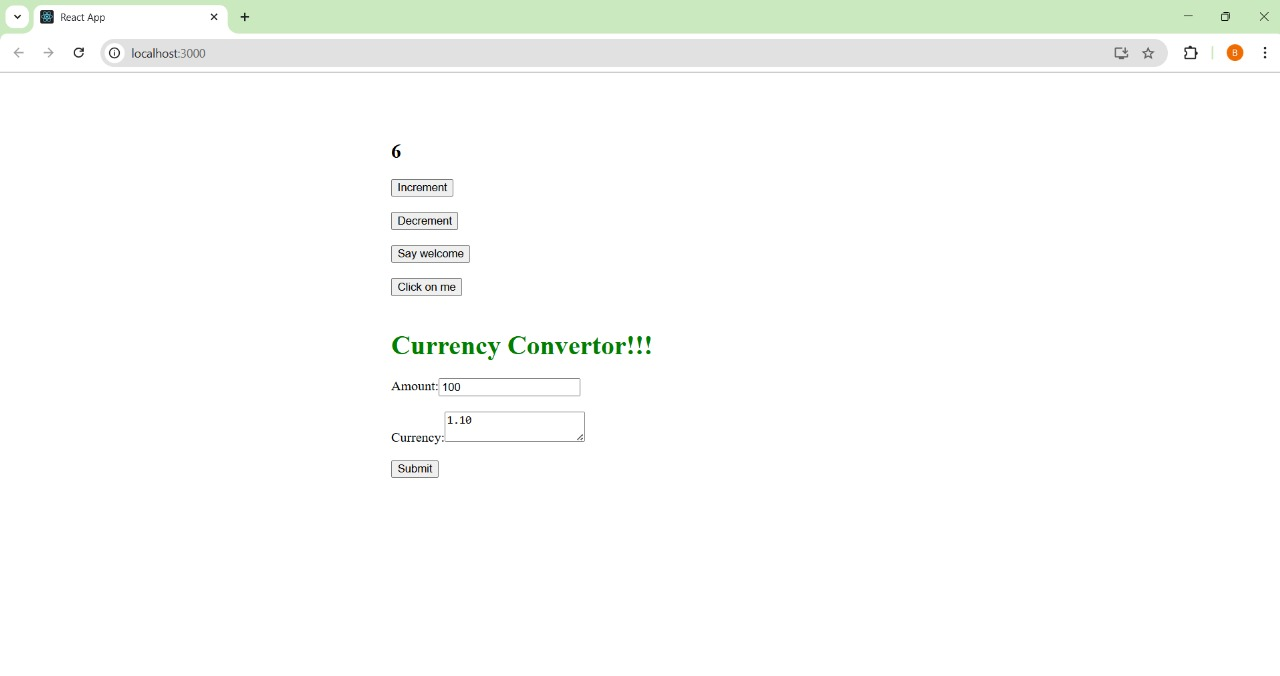 React App
localhost:3000
B
6
Increment
Decrement
Say welcome
Click on me
Currency Convertor!!!
Amount: 100
Currency: 1.10
Submit